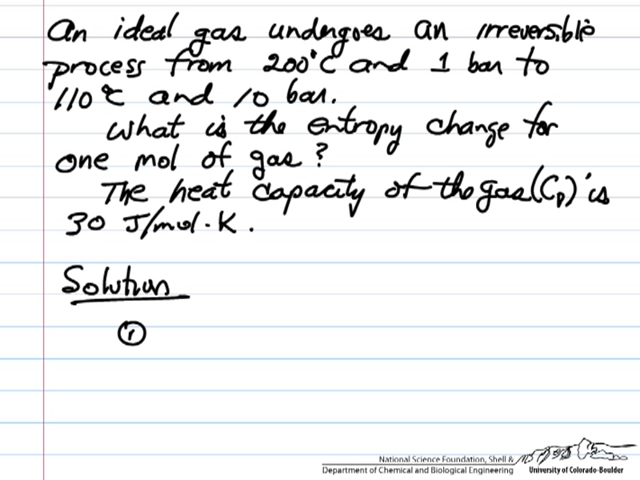 An ideal gas undergoes an irreversible
process from 200°C and 1 bar to
110°C and 10 bar.
What is the entropy change for
one mol of gas?
The heat capacity of the gas (Cp) is
30 J/mol·K.
Solution
①
National Science Foundation, Shell &
Department of Chemical and Biological Engineering
University of Colorado-Boulder